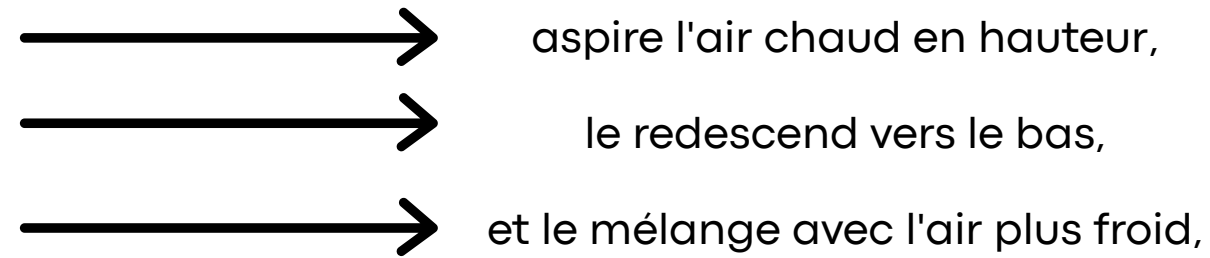 aspire l'air chaud en hauteur,
le redescend vers le bas,
et le mélange avec l'air plus froid,